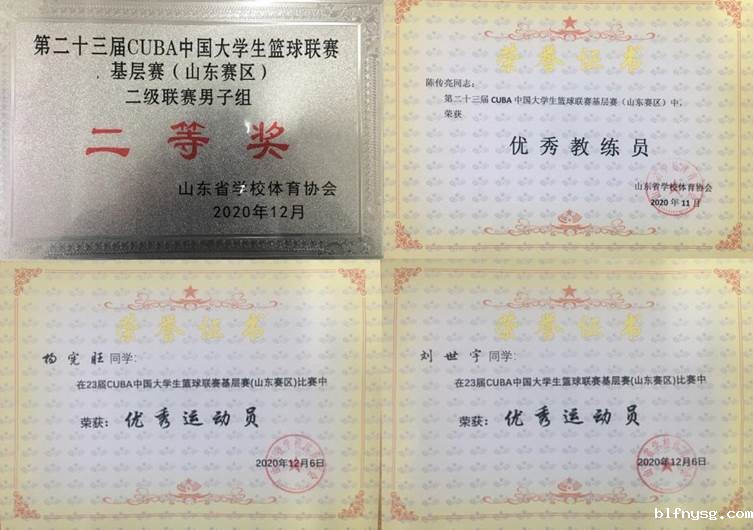 第二十三届CUBA中国大学生篮球联赛
基层赛（山东赛区）
二级联赛男子组
二等奖
山东省学校体育协会
2020年12月
荣誉证书
陈传亮同志：
第二十三届 CUBA 中国大学生篮球联赛基层赛（山东赛区）中，
荣获
优秀教练员
山东省学校体育协会
2020 年 11 月
荣誉证书
杨宪旺 同学：
在23届CUBA中国大学生篮球联赛基层赛(山东赛区)比赛中
荣获： 优秀运动员
2020年12月6日
荣誉证书
刘世宇 同学：
在23届CUBA中国大学生篮球联赛基层赛(山东赛区)比赛中
荣获： 优秀运动员
2020年12月6日
blfnysg.com